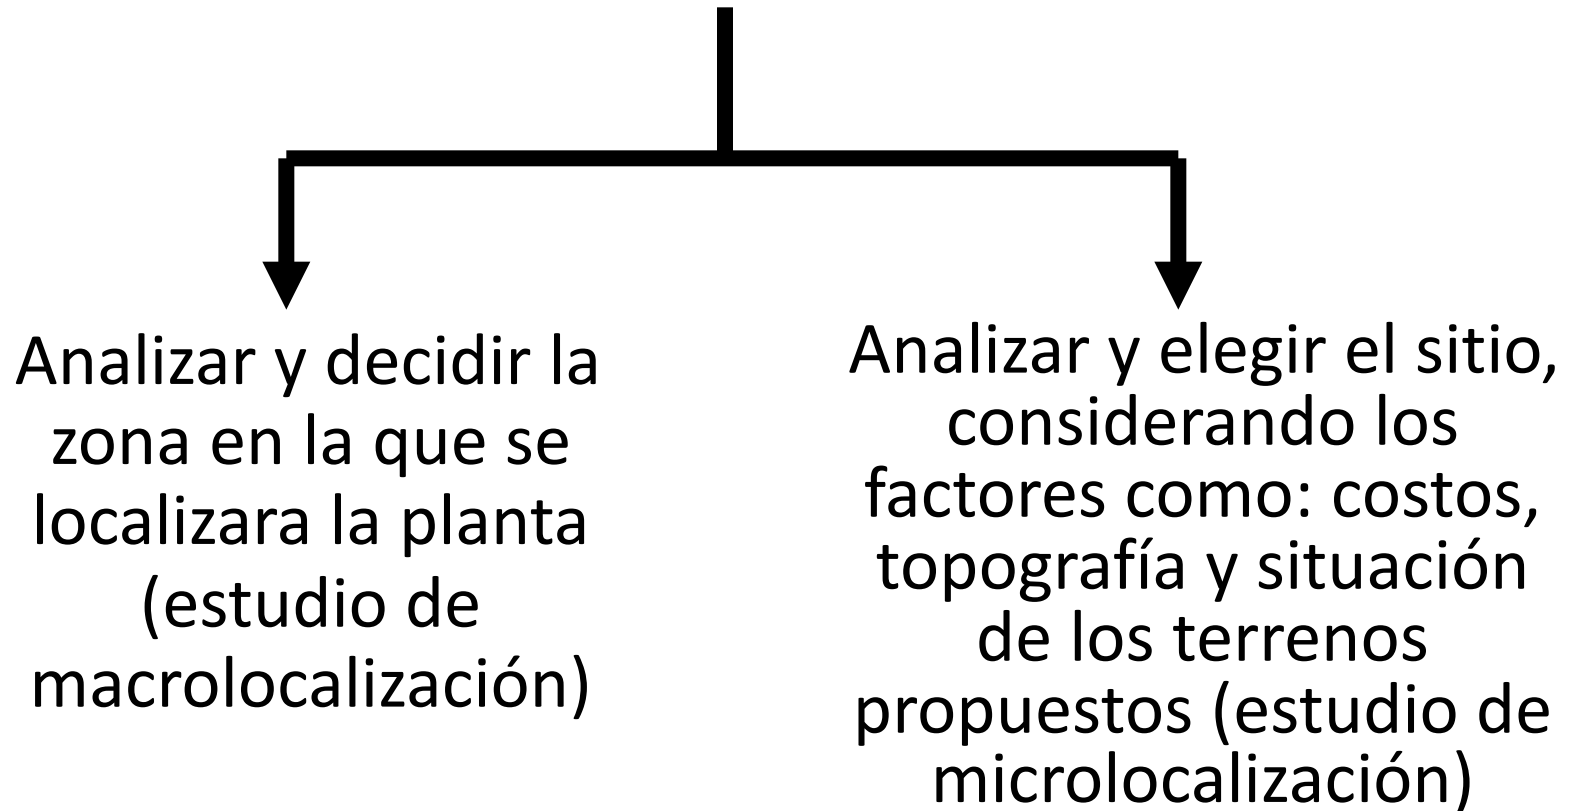 Analizar y decidir la
zona en la que se
localizara la planta
(estudio de
macrolocalización)
Analizar y elegir el sitio,
considerando los
factores como: costos,
topografía y situación
de los terrenos
propuestos (estudio de
microlocalización)